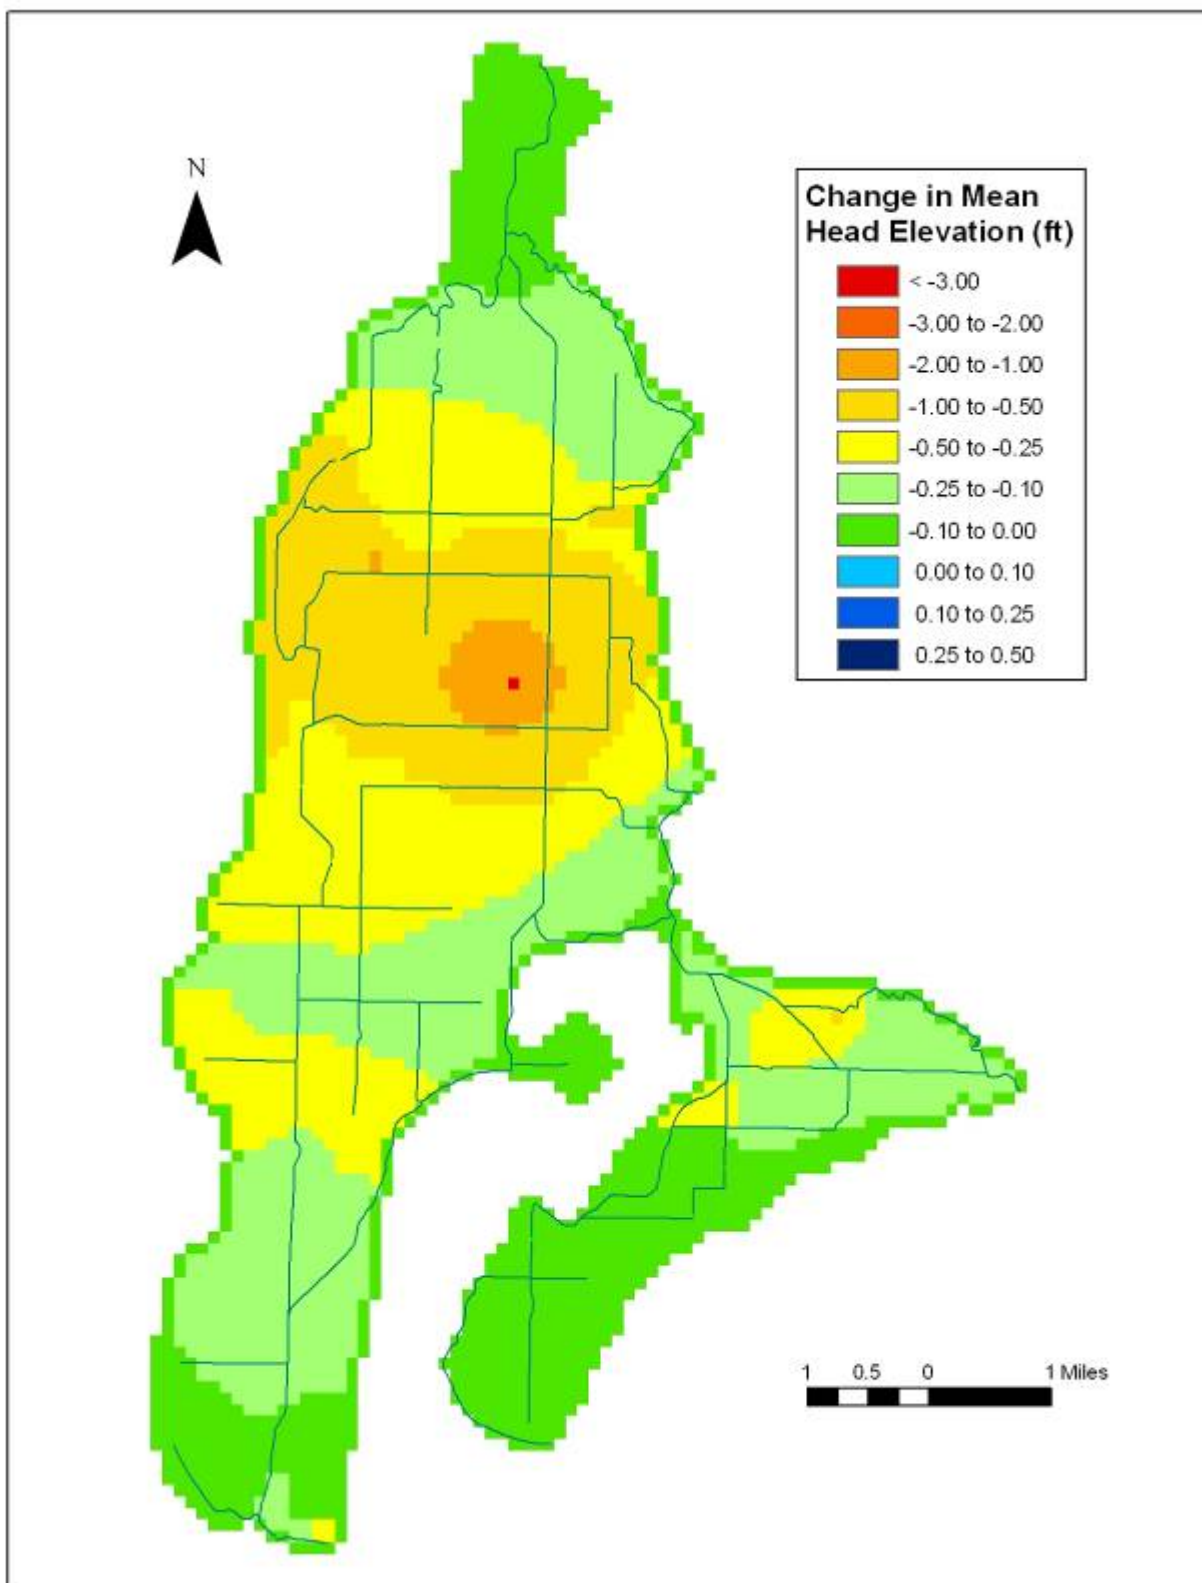 N
Change in Mean
Head Elevation (ft)
< -3.00
-3.00 to -2.00
-2.00 to -1.00
-1.00 to -0.50
-0.50 to -0.25
-0.25 to -0.10
-0.10 to 0.00
0.00 to 0.10
0.10 to 0.25
0.25 to 0.50
1 0.5 0 1 Miles